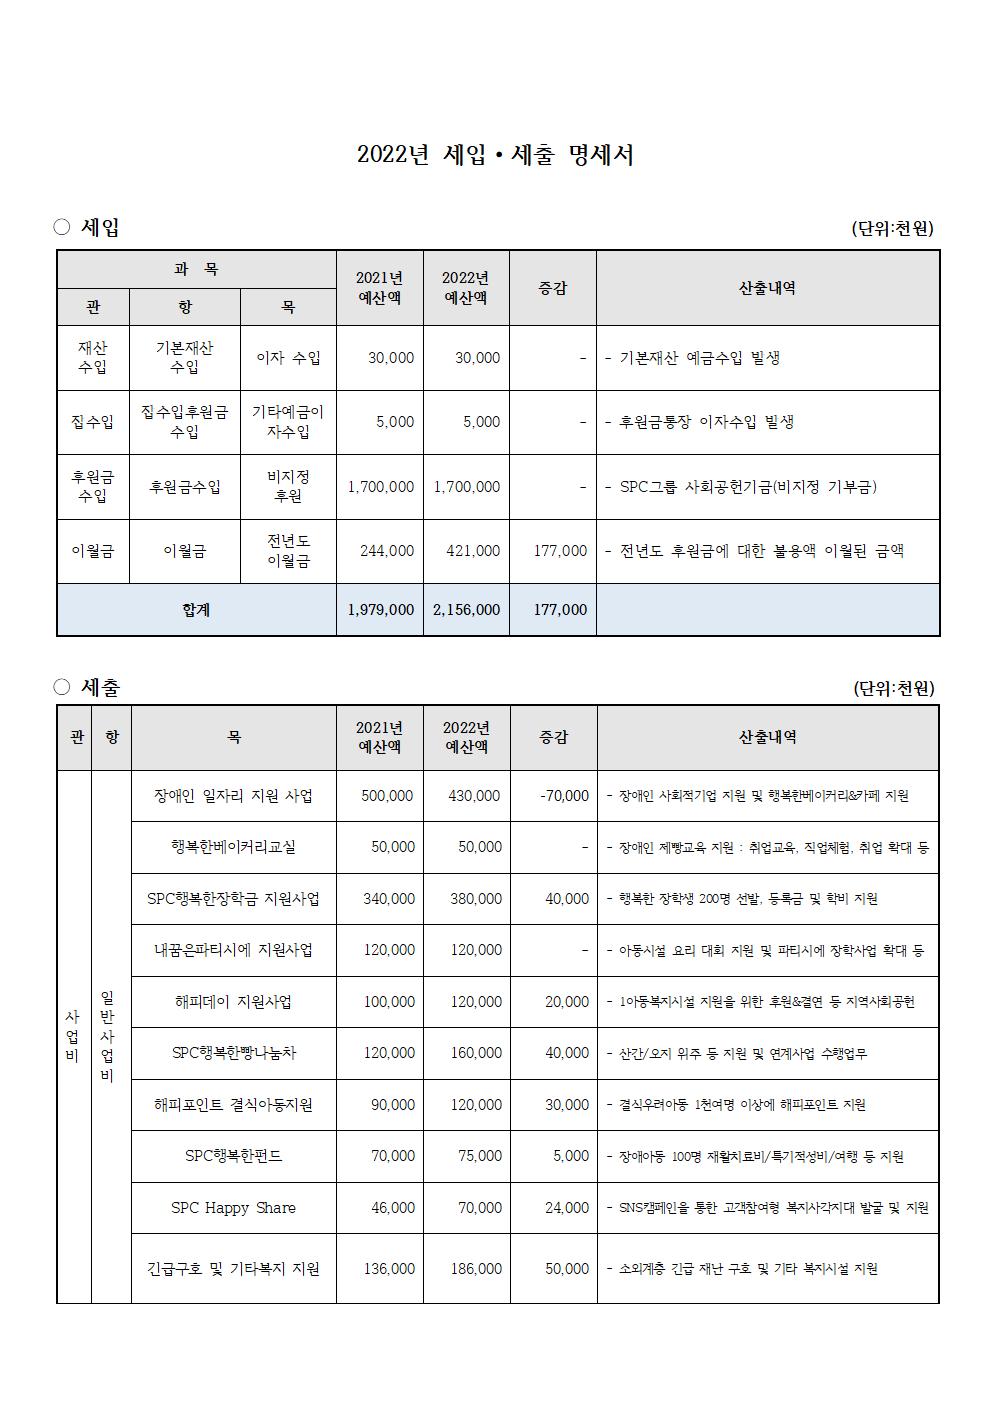 2022년 세입·세출 명세서
○ 세입 (단위:천원)
과 목 2021년 예산액 2022년 예산액 증감 산출내역
관 항 목
재산 수입 기본재산 수입 이자 수입 30,000 30,000 - - 기본재산 예금수입 발생
집수입 집수입후원금 수입 기타예금이 자수입 5,000 5,000 - - 후원금통장 이자수입 발생
후원금 수입 후원금수입 비지정 후원 1,700,000 1,700,000 - - SPC그룹 사회공헌기금(비지정 기부금)
이월금 이월금 전년도 이월금 244,000 421,000 177,000 - 전년도 후원금에 대한 불용액 이월된 금액
합계 1,979,000 2,156,000 177,000
○ 세출 (단위:천원)
관 항 목 2021년 예산액 2022년 예산액 증감 산출내역
사업비 일반사업비
장애인 일자리 지원 사업 500,000 430,000 -70,000 - 장애인 사회적기업 지원 및 행복한베이커리&카페 지원
행복한베이커리교실 50,000 50,000 - - 장애인 제빵교육 지원 : 취업교육, 직업체험, 취업 확대 등
SPC행복한장학금 지원사업 340,000 380,000 40,000 - 행복한 장학생 200명 선발, 등록금 및 학비 지원
내꿈은파티시에 지원사업 120,000 120,000 - - 아동시설 요리 대회 지원 및 파티시에 장학사업 확대 등
해피데이 지원사업 100,000 120,000 20,000 - 1아동복지시설 지원을 위한 후원&결연 등 지역사회공헌
SPC행복한빵나눔차 120,000 160,000 40,000 - 산간/오지 위주 등 지원 및 연계사업 수행업무
해피포인트 결식아동지원 90,000 120,000 30,000 - 결식우려아동 1천여명 이상에 해피포인트 지원
SPC행복한펀드 70,000 75,000 5,000 - 장애아동 100명 재활치료비/특기적성비/여행 등 지원
SPC Happy Share 46,000 70,000 24,000 - SNS캠페인을 통한 고객참여형 복지사각지대 발굴 및 지원
긴급구호 및 기타복지 지원 136,000 186,000 50,000 - 소외계층 긴급 재난 구호 및 기타 복지시설 지원